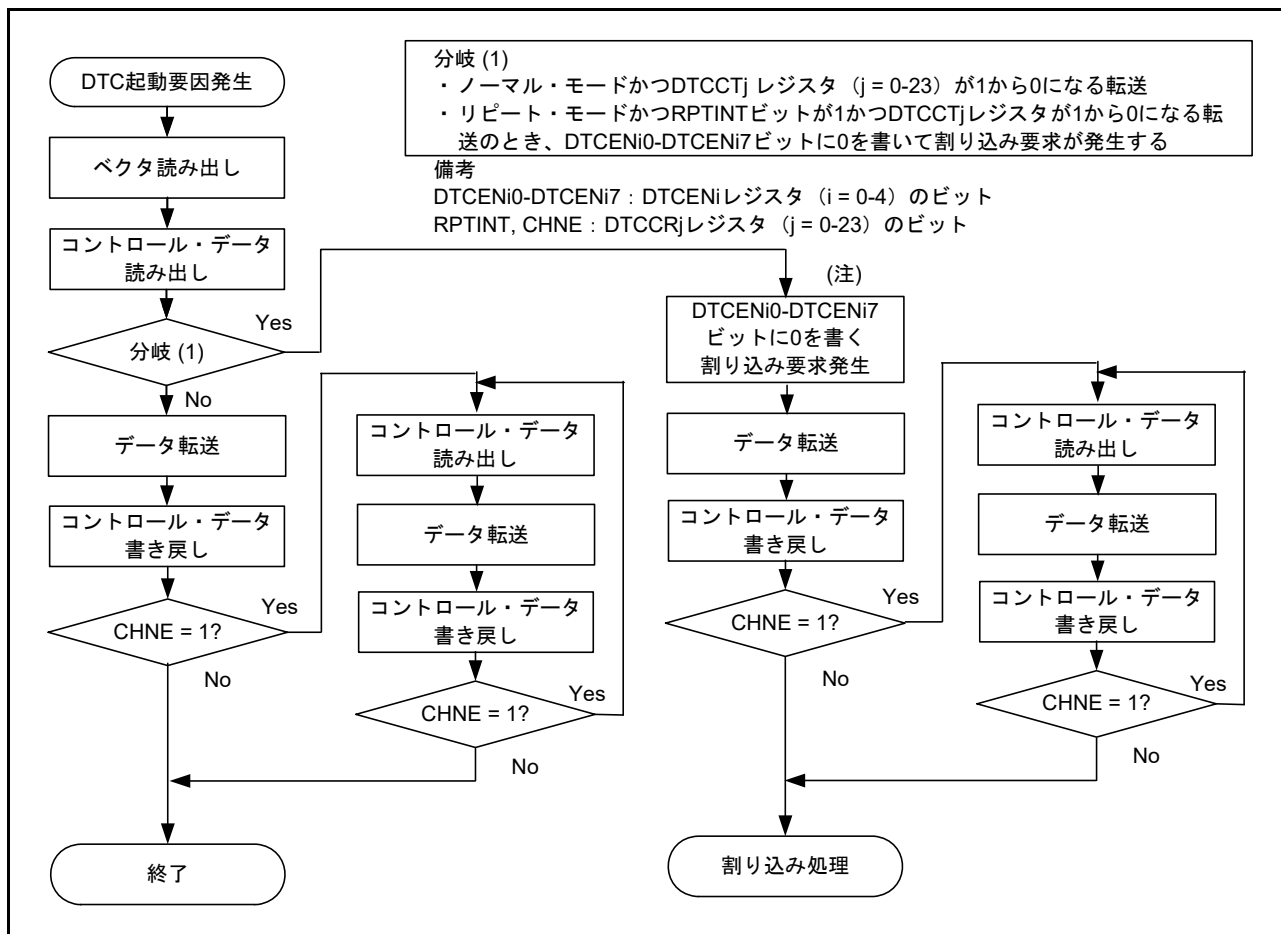 DTC起動要因発生
ベクタ読み出し
コントロール・データ
読み出し
分岐 (1)
Yes
No
データ転送
コントロール・データ
書き戻し
CHNE = 1?
Yes
No
終了
コントロール・データ
読み出し
データ転送
コントロール・データ
書き戻し
CHNE = 1?
Yes
No
分岐 (1)
・ノーマル・モードかつDTCCTj レジスタ（j = 0-23）が1から0になる転送
・リピート・モードかつRPTINTビットが1かつDTCCTjレジスタが1から0になる転
送のとき、DTCENi0-DTCENi7ビットに0を書いて割り込み要求が発生する
備考
DTCENi0-DTCENi7：DTCENiレジスタ（i = 0-4）のビット
RPTINT, CHNE：DTCCRjレジスタ（j = 0-23）のビット
(注)
DTCENi0-DTCENi7
ビットに0を書く
割り込み要求発生
データ転送
コントロール・データ
書き戻し
CHNE = 1?
Yes
No
割り込み処理
コントロール・データ
読み出し
データ転送
コントロール・データ
書き戻し
CHNE = 1?
Yes
No